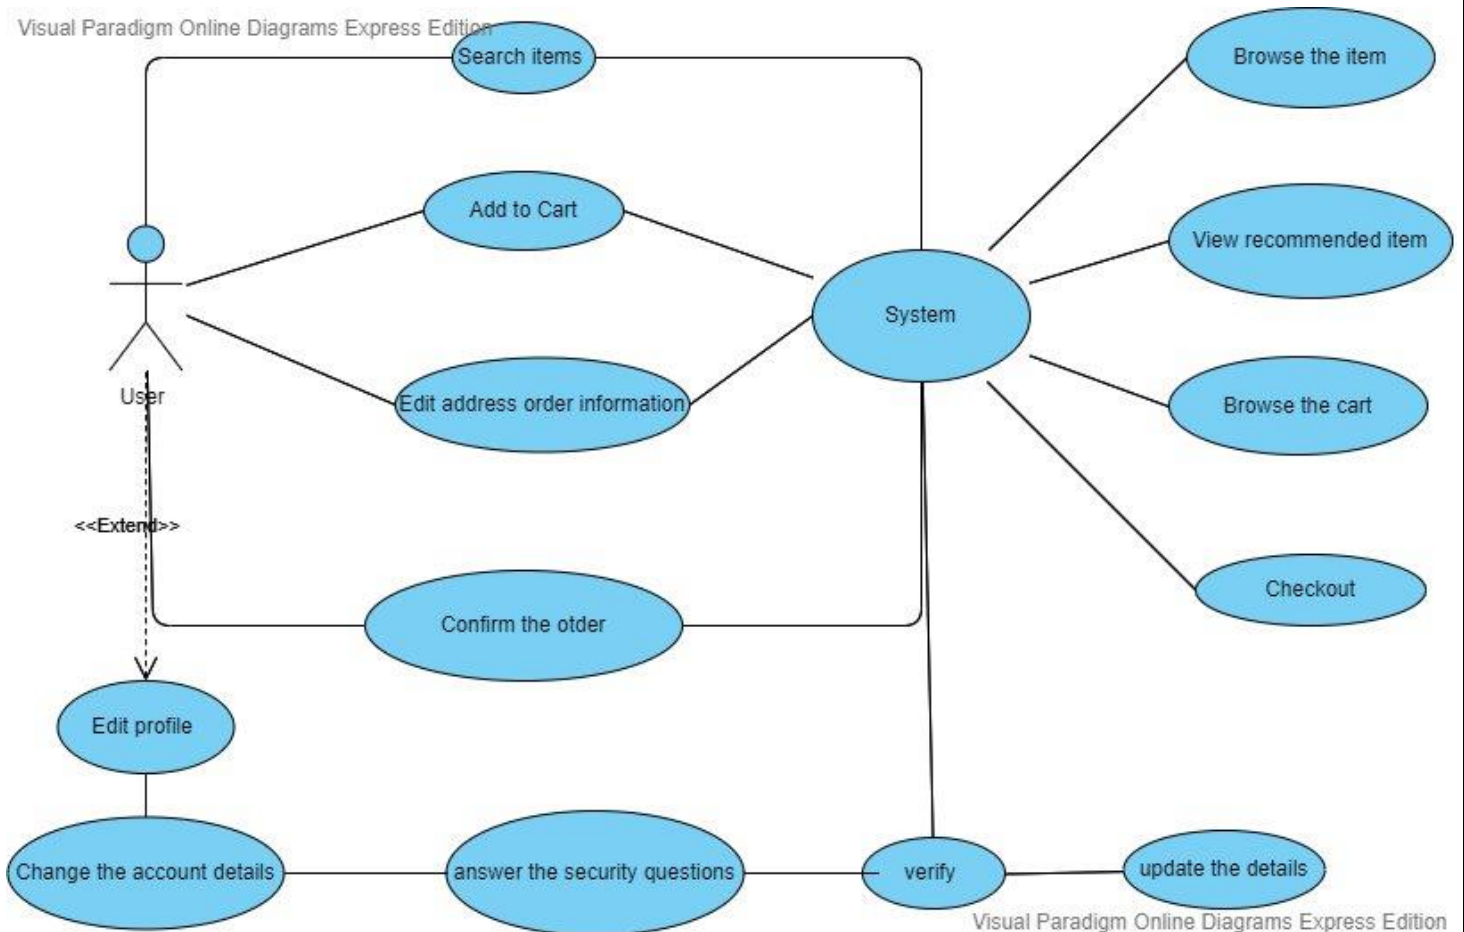 Visual Paradigm Online Diagrams Express Edition
Search items
Browse the item
Add to Cart
View recommended item
System
User
Edit address order information
Browse the cart
<<Extend>>
Checkout
Confirm the otder
Edit profile
Change the account details
answer the security questions
verify
update the details
Visual Paradigm Online Diagrams Express Edition